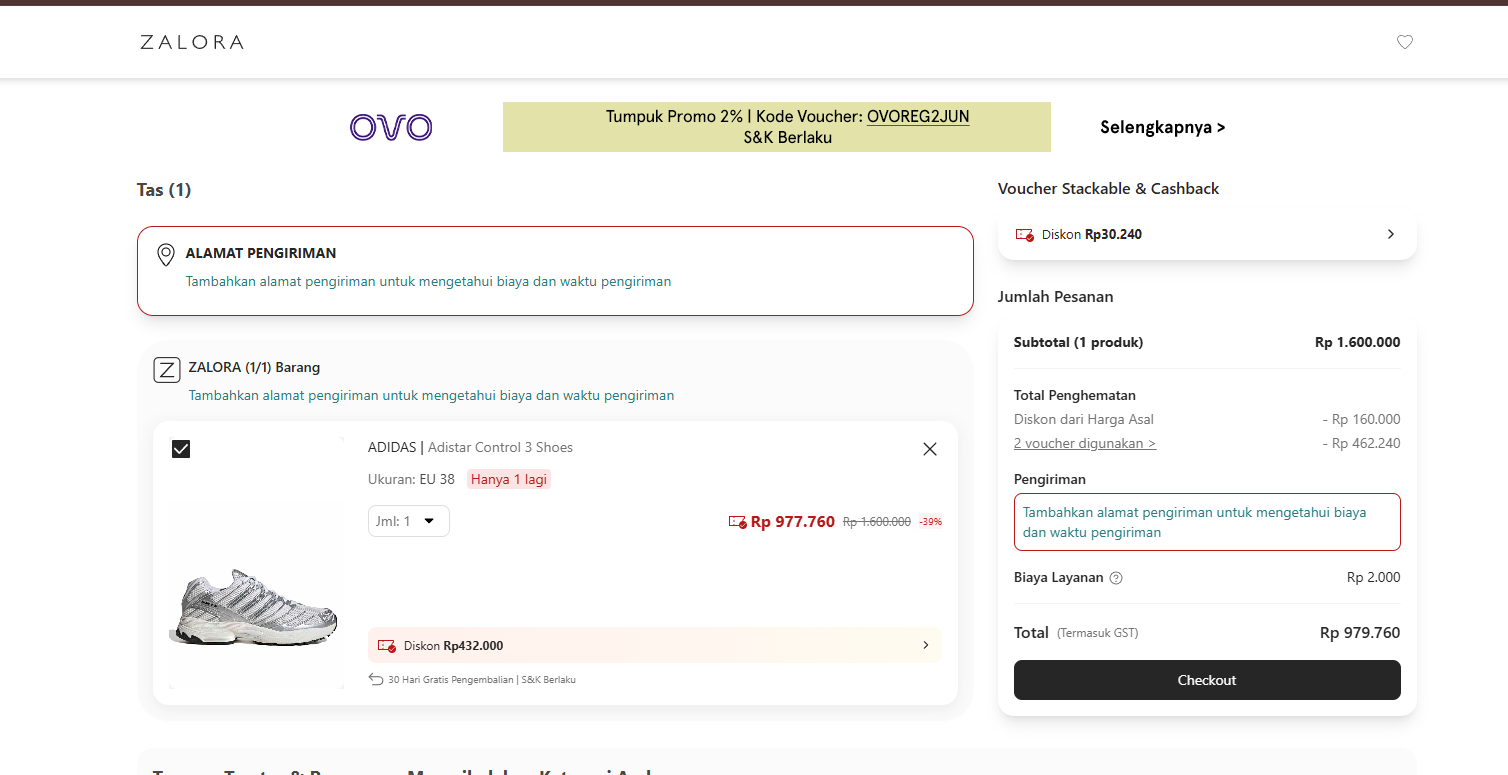 ZALORA
OVO
Tumpuk Promo 2% | Kode Voucher: OVOREG2JUN
S&K Berlaku
Selengkapnya >
Tas (1)
ALAMAT PENGIRIMAN
Tambahkan alamat pengiriman untuk mengetahui biaya dan waktu pengiriman
Z
ZALORA (1/1) Barang
Tambahkan alamat pengiriman untuk mengetahui biaya dan waktu pengiriman
ADIDAS | Adistar Control 3 Shoes
Ukuran: EU 38 Hanya 1 lagi
Jml: 1
Rp 977.760 Rp 1.600.000 -39%
Diskon Rp432.000
30 Hari Gratis Pengembalian | S&K Berlaku
Voucher Stackable & Cashback
Diskon Rp30.240
Jumlah Pesanan
Subtotal (1 produk) Rp 1.600.000
Total Penghematan
Diskon dari Harga Asal - Rp 160.000
2 voucher digunakan > - Rp 462.240
Pengiriman
Tambahkan alamat pengiriman untuk mengetahui biaya
dan waktu pengiriman
Biaya Layanan ? Rp 2.000
Total (Termasuk GST) Rp 979.760
Checkout